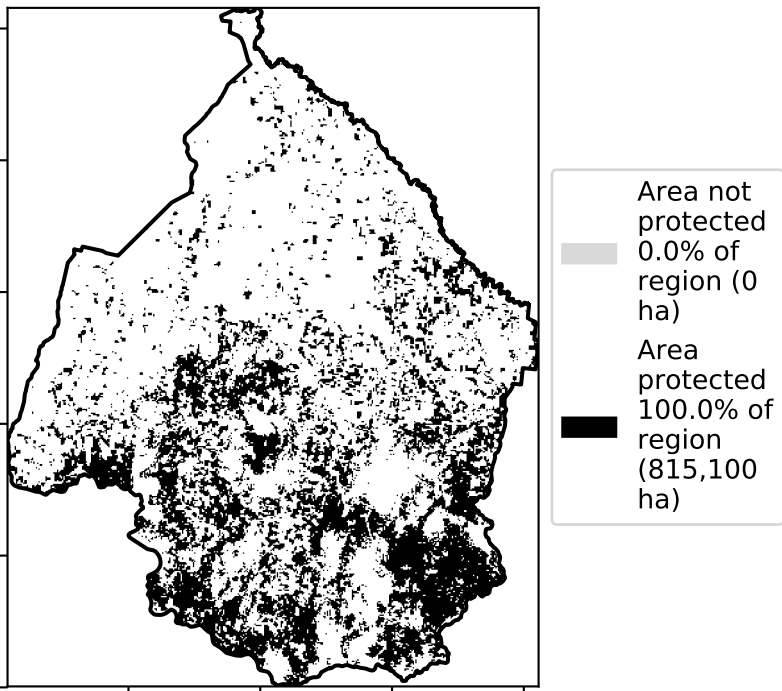 Area not
protected
0.0% of
region (0
ha)
Area
protected
100.0% of
region
(815,100
ha)